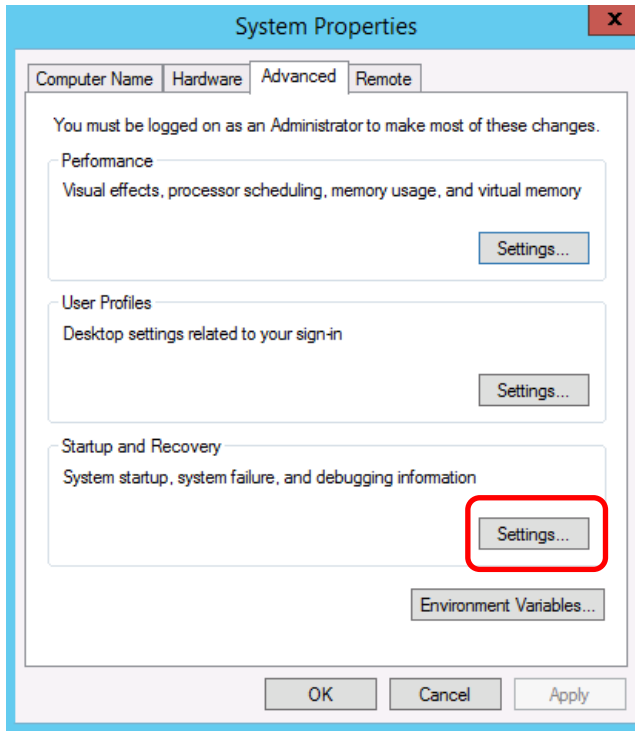 System Properties
x
Computer Name Hardware Advanced Remote
You must be logged on as an Administrator to make most of these changes.
Performance
Visual effects, processor scheduling, memory usage, and virtual memory
Settings...
User Profiles
Desktop settings related to your sign-in
Settings...
Startup and Recovery
System startup, system failure, and debugging information
Settings...
Environment Variables...
OK Cancel Apply